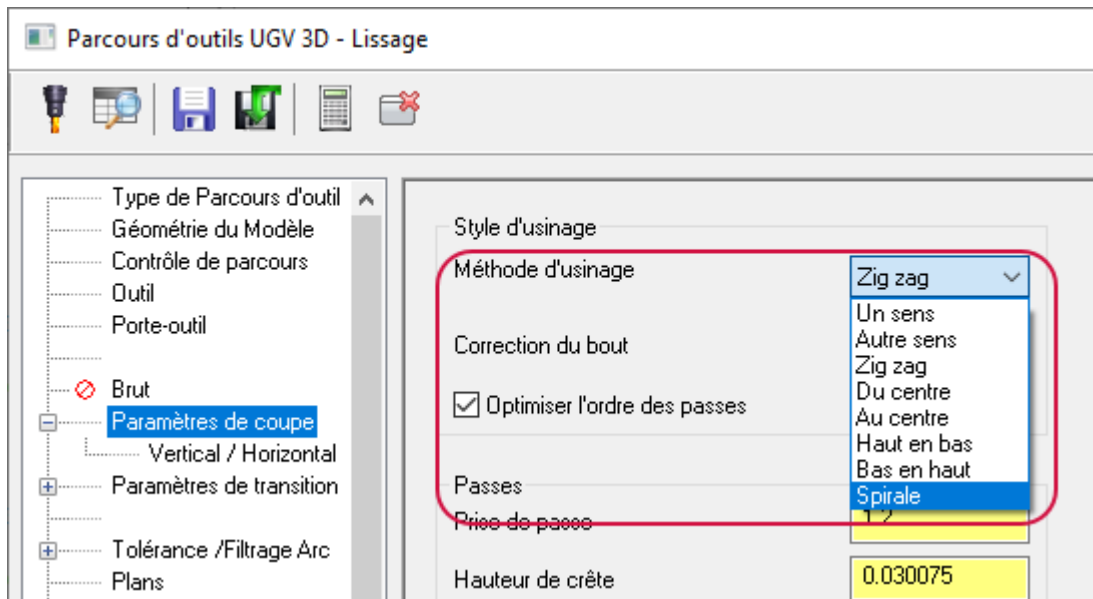 Parcours d'outils UGV 3D - Lissage
Type de Parcours d'outil
Géométrie du Modèle
Contrôle de parcours
Outil
Porte-outil
Brut
Paramètres de coupe
Vertical / Horizontal
Paramètres de transition
Tolérance /Filtrage Arc
Plans
Style d'usinage
Méthode d'usinage
Zig zag
Un sens
Autre sens
Zig zag
Du centre
Au centre
Haut en bas
Bas en haut
Spirale
Correction du bout
Optimiser l'ordre des passes
Passes
Prise de passe
1.2
Hauteur de crête
0.030075